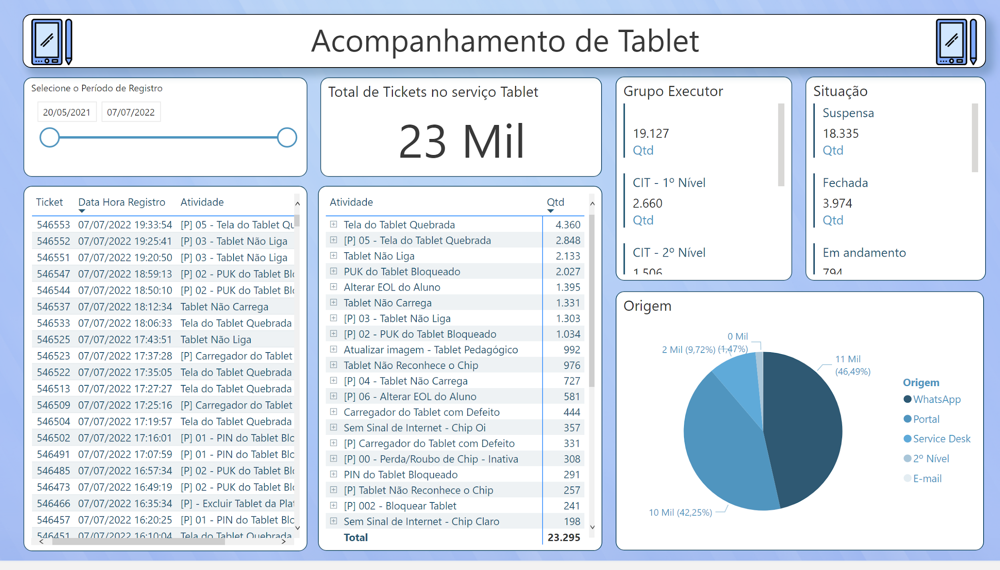 Acompanhamento de Tablet
Selecione o Período de Registro
20/05/2021 07/07/2022
Total de Tickets no serviço Tablet
23 Mil
Grupo Executor
19.127
Qtd
CIT - 1º Nível
2.660
Qtd
CIT - 2º Nível
1.506
Situação
Suspensa
18.335
Qtd
Fechada
3.974
Qtd
Em andamento
794
Ticket Data Hora Registro Atividade
546553 07/07/2022 19:33:54 [P] 05 - Tela do Tablet Qu
546552 07/07/2022 19:25:41 [P] 03 - Tablet Não Liga
546551 07/07/2022 19:20:50 [P] 03 - Tablet Não Liga
546547 07/07/2022 18:59:13 [P] 02 - PUK do Tablet Blo
546544 07/07/2022 18:50:10 [P] 02 - PUK do Tablet Blo
546537 07/07/2022 18:12:34 Tablet Não Carrega
546533 07/07/2022 18:06:33 Tela do Tablet Quebrada
546525 07/07/2022 17:43:51 Tablet Não Liga
546523 07/07/2022 17:37:28 [P] Carregador do Tablet
546522 07/07/2022 17:35:05 Tela do Tablet Quebrada
546513 07/07/2022 17:27:27 Tela do Tablet Quebrada
546509 07/07/2022 17:25:16 [P] Carregador do Tablet
546504 07/07/2022 17:19:57 Tela do Tablet Quebrada
546502 07/07/2022 17:16:01 [P] 01 - PIN do Tablet Blo
546491 07/07/2022 17:07:59 [P] 01 - PIN do Tablet Blo
546485 07/07/2022 16:57:34 [P] 02 - PUK do Tablet Blo
546473 07/07/2022 16:49:19 [P] 02 - PUK do Tablet Blo
546466 07/07/2022 16:35:34 [P] - Excluir Tablet da Plat
546457 07/07/2022 16:20:25 [P] 01 - PIN do Tablet Blo
546451 07/07/2022 16:10:04 Tela do Tablet Quebrada
Atividade Qtd
Tela do Tablet Quebrada 4.360
[P] 05 - Tela do Tablet Quebrada 2.848
Tablet Não Liga 2.133
PUK do Tablet Bloqueado 2.027
Alterar EOL do Aluno 1.395
Tablet Não Carrega 1.331
[P] 03 - Tablet Não Liga 1.303
[P] 02 - PUK do Tablet Bloqueado 1.034
Atualizar imagem - Tablet Pedagógico 992
Tablet Não Reconhece o Chip 976
[P] 04 - Tablet Não Carrega 727
[P] 06 - Alterar EOL do Aluno 581
Carregador do Tablet com Defeito 444
Sem Sinal de Internet - Chip Oi 357
[P] Carregador do Tablet com Defeito 331
[P] 00 - Perda/Roubo de Chip - Inativa 308
PIN do Tablet Bloqueado 291
[P] Tablet Não Reconhece o Chip 257
[P] 002 - Bloquear Tablet 241
Sem Sinal de Internet - Chip Claro 198
Total 23.295
Origem
0 Mil
(1,47%)
2 Mil (9,72%)
11 Mil
(46,49%)
10 Mil (42,25%)
Origem
WhatsApp
Portal
Service Desk
2º Nível
E-mail